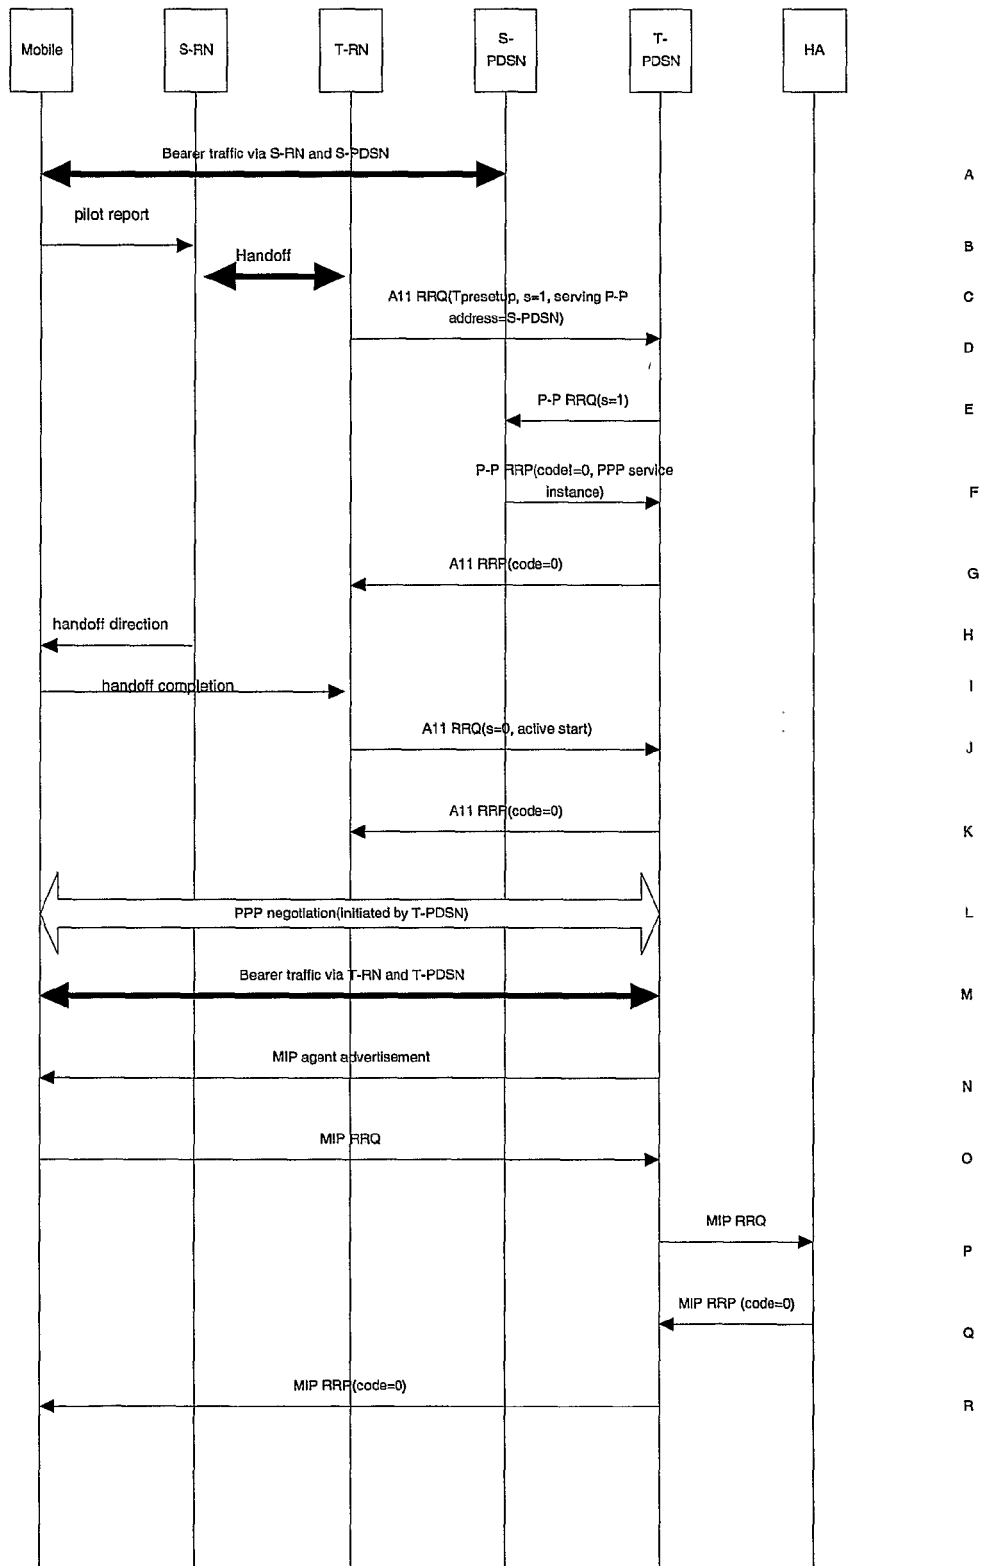 Mobile
S-RN
T-RN
S-
PDSN
T-
PDSN
HA
Bearer traffic via S-RN and S-PDSN
A
pilot report
B
Handoff
C
A11 RRQ(Tpresetup, s=1, serving P-P
address=S-PDSN)
D
P-P RRQ(s=1)
E
P-P RRP(code!=0, PPP service
instance)
F
A11 RRP(code=0)
G
handoff direction
H
handoff completion
I
A11 RRQ(s=0, active start)
J
A11 RRP(code=0)
K
PPP negotiation(initiated by T-PDSN)
L
Bearer traffic via T-RN and T-PDSN
M
MIP agent advertisement
N
MIP RRQ
O
MIP RRQ
P
MIP RRP (code=0)
Q
MIP RRP(code=0)
R